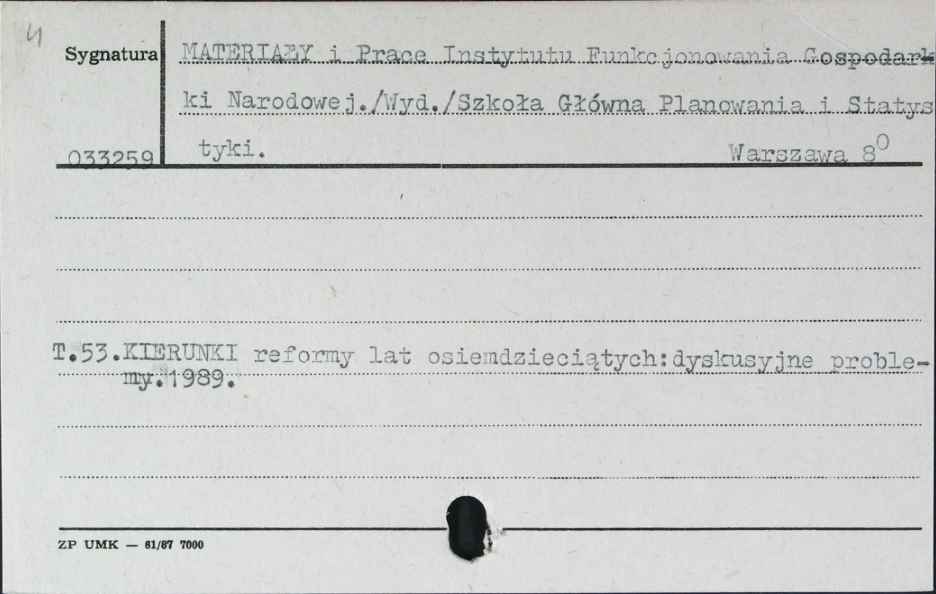 4
Sygnatura MATERIAŁY i Prace Instytutu Funkcjonowania Gospodark
ki Narodowej./Wyd./Szkoła Główna Planowania i Statys
033259 tyki. Warszawa 8⁰
T.53.KIERUNKI reformy lat osiemdzieciątych:dyskusyjne proble-
my.1989.
ZP UMK — 61/87 7000